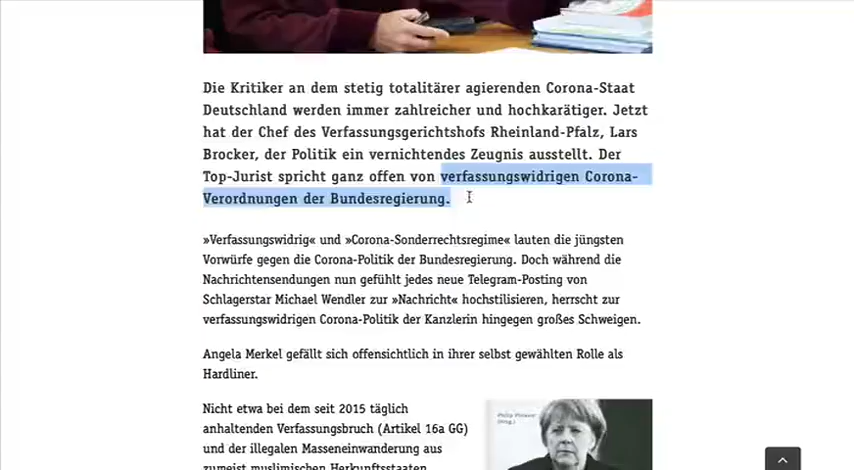 Die Kritiker an dem stetig totalitärer agierenden Corona-Staat
Deutschland werden immer zahlreicher und hochkarätiger. Jetzt
hat der Chef des Verfassungsgerichtshofs Rheinland-Pfalz, Lars
Brocker, der Politik ein vernichtendes Zeugnis ausstellt. Der
Top-Jurist spricht ganz offen von verfassungswidrigen Corona-
Verordnungen der Bundesregierung.
»Verfassungswidrig« und »Corona-Sonderrechtsregime« lauten die jüngsten
Vorwürfe gegen die Corona-Politik der Bundesregierung. Doch während die
Nachrichtensendungen nun gefühlt jedes neue Telegram-Posting von
Schlagerstar Michael Wendler zur »Nachricht« hochstilisieren, herrscht zur
verfassungswidrigen Corona-Politik der Kanzlerin hingegen großes Schweigen.
Angela Merkel gefällt sich offensichtlich in ihrer selbst gewählten Rolle als
Hardliner.
Nicht etwa bei dem seit 2015 täglich
anhaltenden Verfassungsbruch (Artikel 16a GG)
und der illegalen Masseneinwanderung aus
zumeist muslimischen Herkunftsstaaten
(Hrsg.)